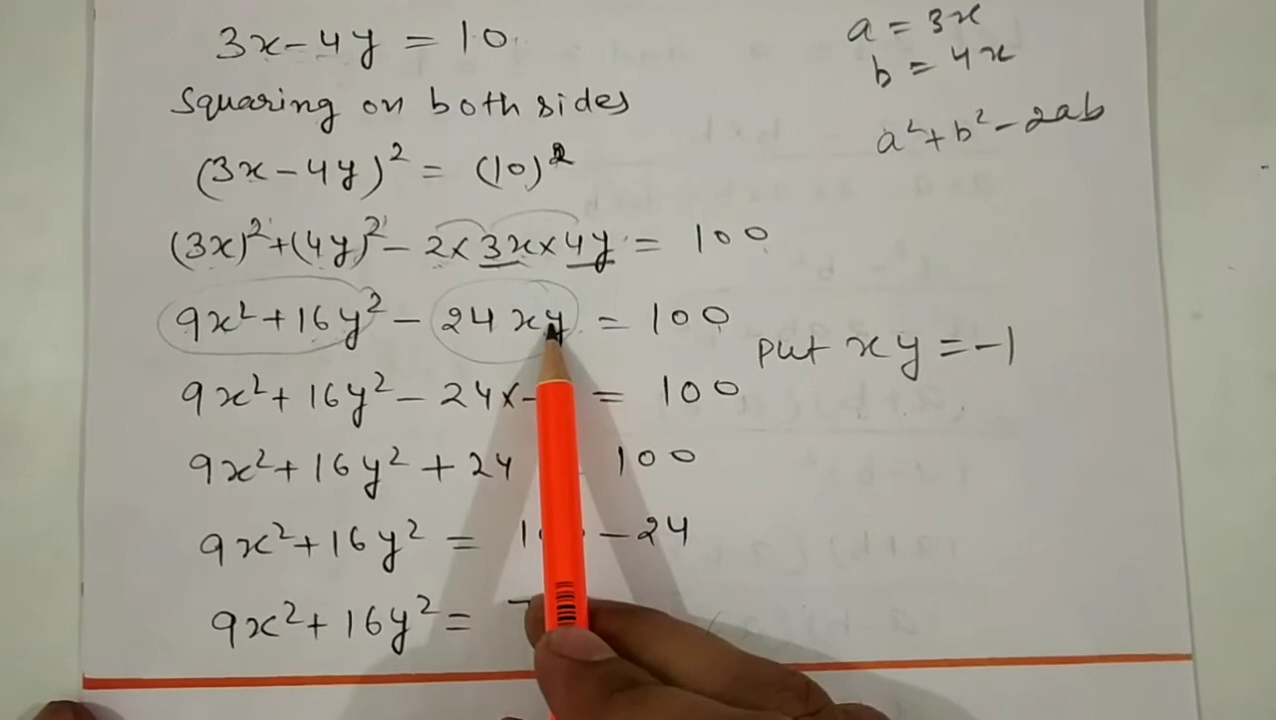 3x - 4y = 10
Squaring on both sides
(3x - 4y)² = (10)²
(3x)² + (4y)² - 2 × 3x × 4y = 100
9x² + 16y² - 24xy = 100
9x² + 16y² - 24 × - = 100
9x² + 16y² + 24 100
9x² + 16y² = 1 - 24
9x² + 16y² =
a = 3x
b = 4x
a² + b² - 2ab
put xy = -1